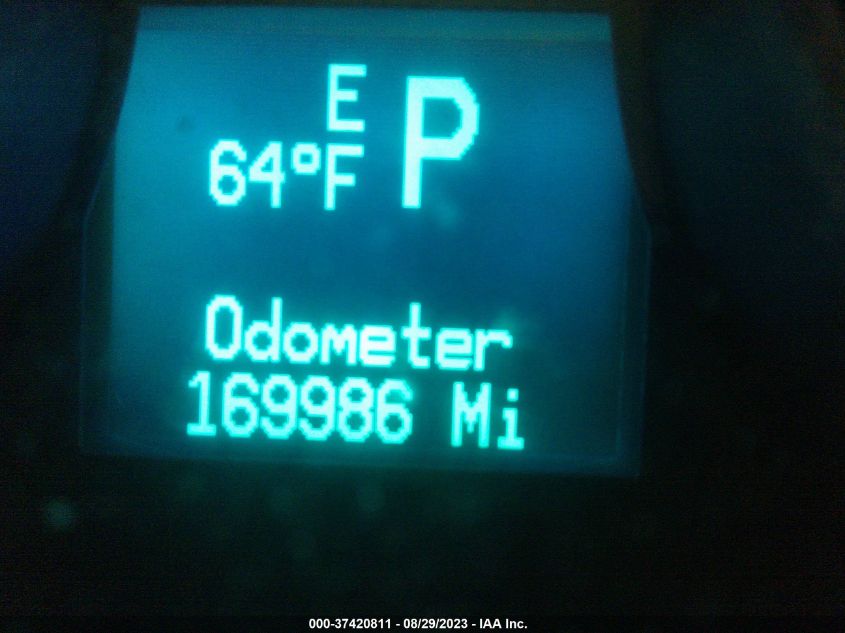 E P
64°F
Odometer
169986 Mi
000-37420811 - 08/29/2023 - IAA Inc.